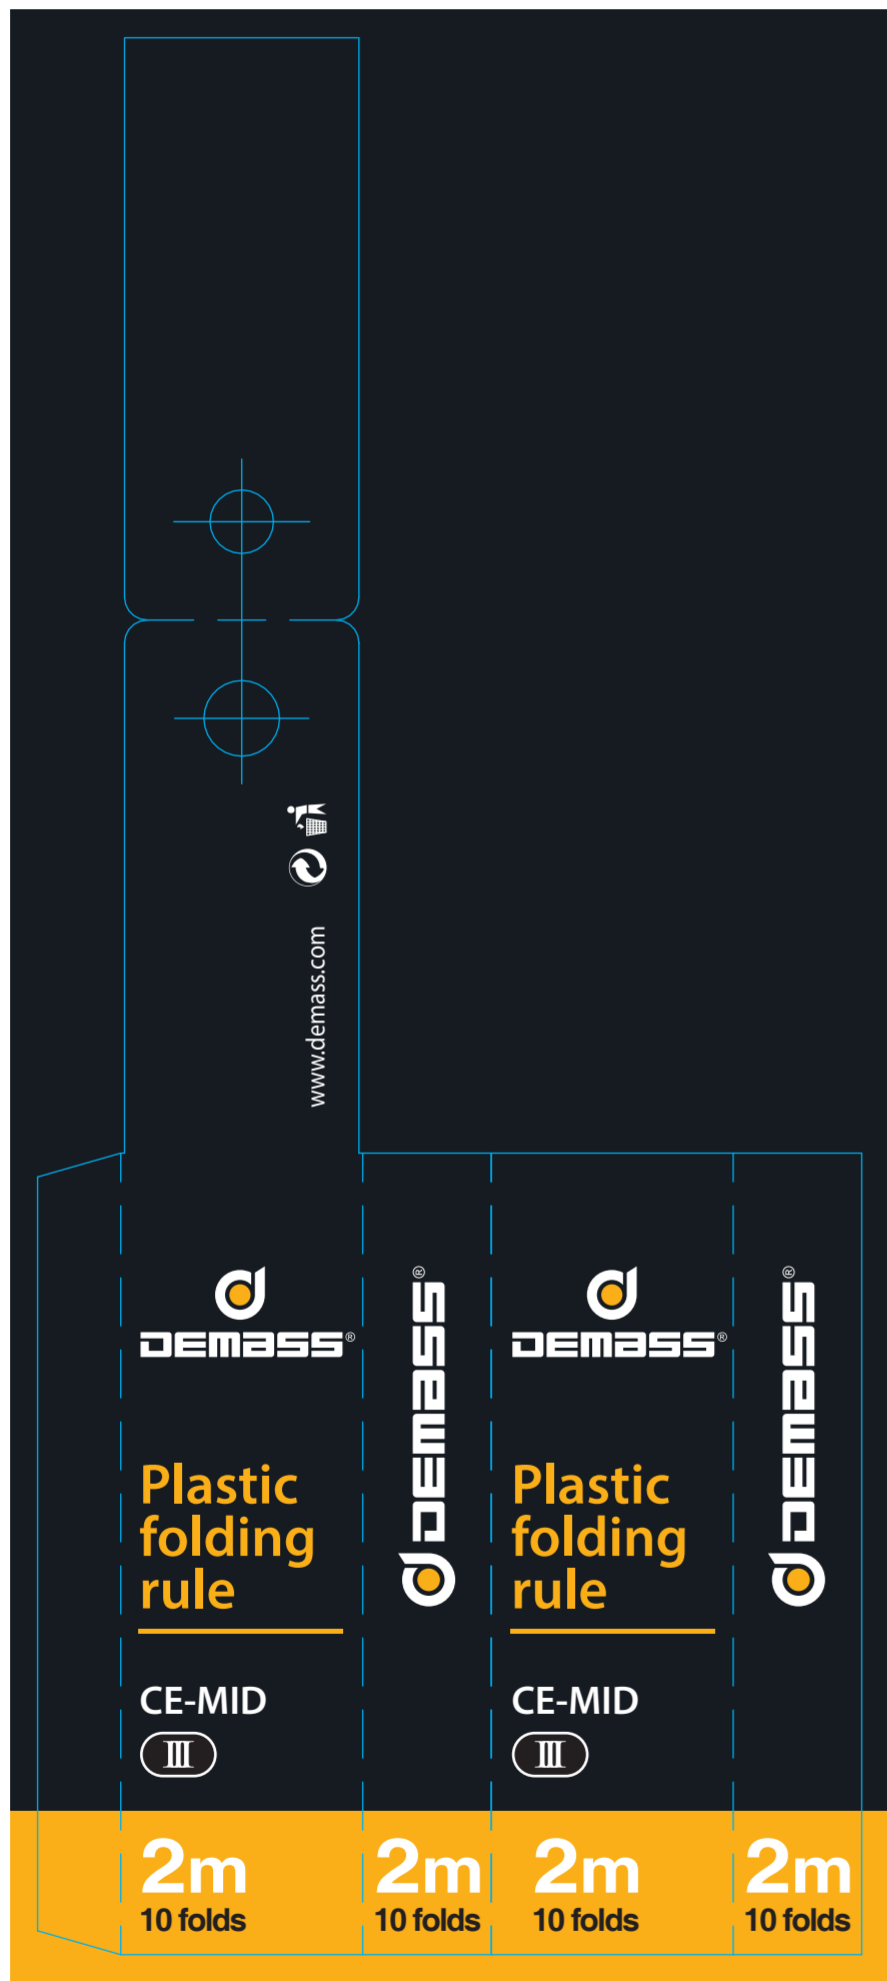 www.demass.com
DEMASS®
Plastic
folding
rule
CE-MID
III
2m
10 folds
DEMASS®
2m
10 folds
DEMASS®
Plastic
folding
rule
CE-MID
III
2m
10 folds
DEMASS®
2m
10 folds